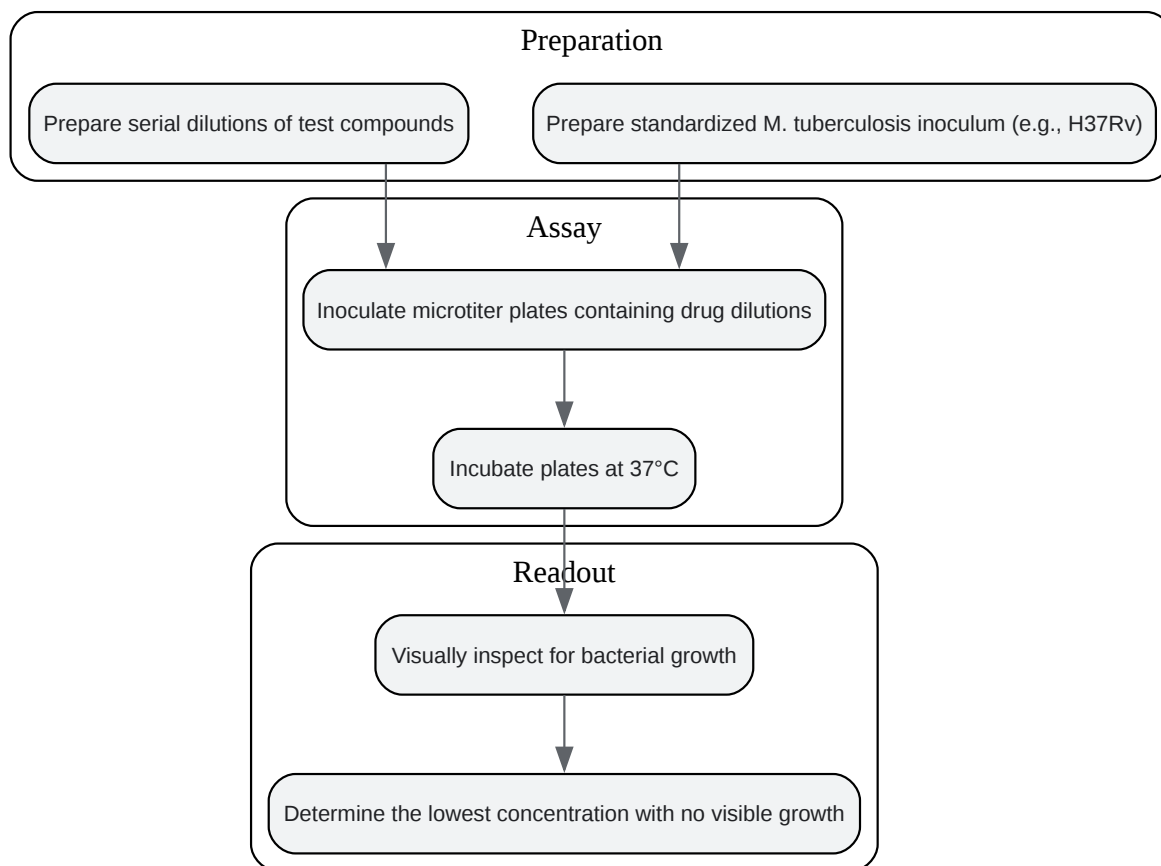 Preparation
Prepare serial dilutions of test compounds
Prepare standardized M. tuberculosis inoculum (e.g., H37Rv)
Assay
Inoculate microtiter plates containing drug dilutions
Incubate plates at 37°C
Readout
Visually inspect for bacterial growth
Determine the lowest concentration with no visible growth